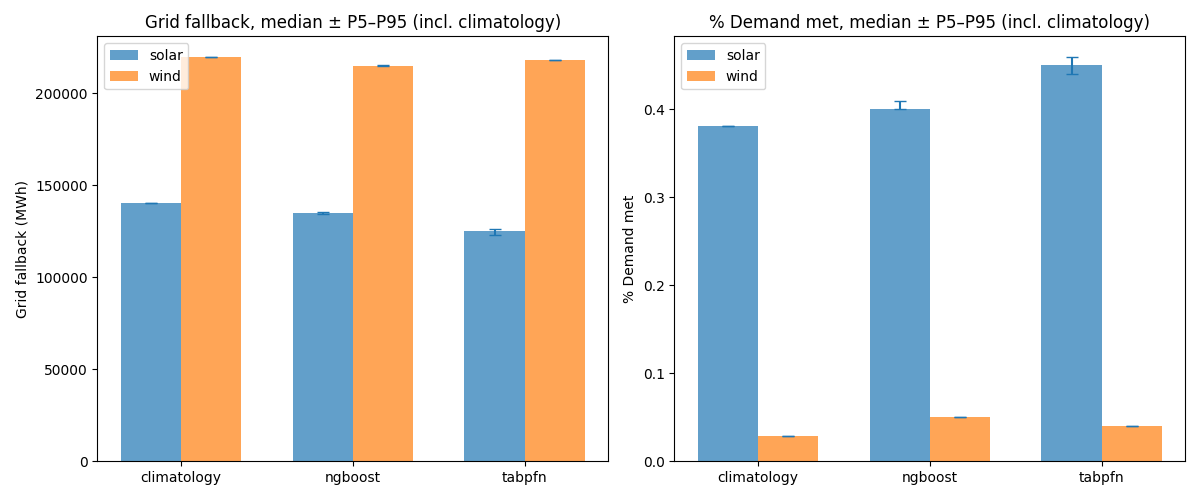 Grid fallback, median ± P5–P95 (incl. climatology)
solar
wind
Grid fallback (MWh)
200000
150000
100000
50000
0
climatology
ngboost
tabpfn
% Demand met, median ± P5–P95 (incl. climatology)
solar
wind
% Demand met
0.4
0.3
0.2
0.1
0.0
climatology
ngboost
tabpfn